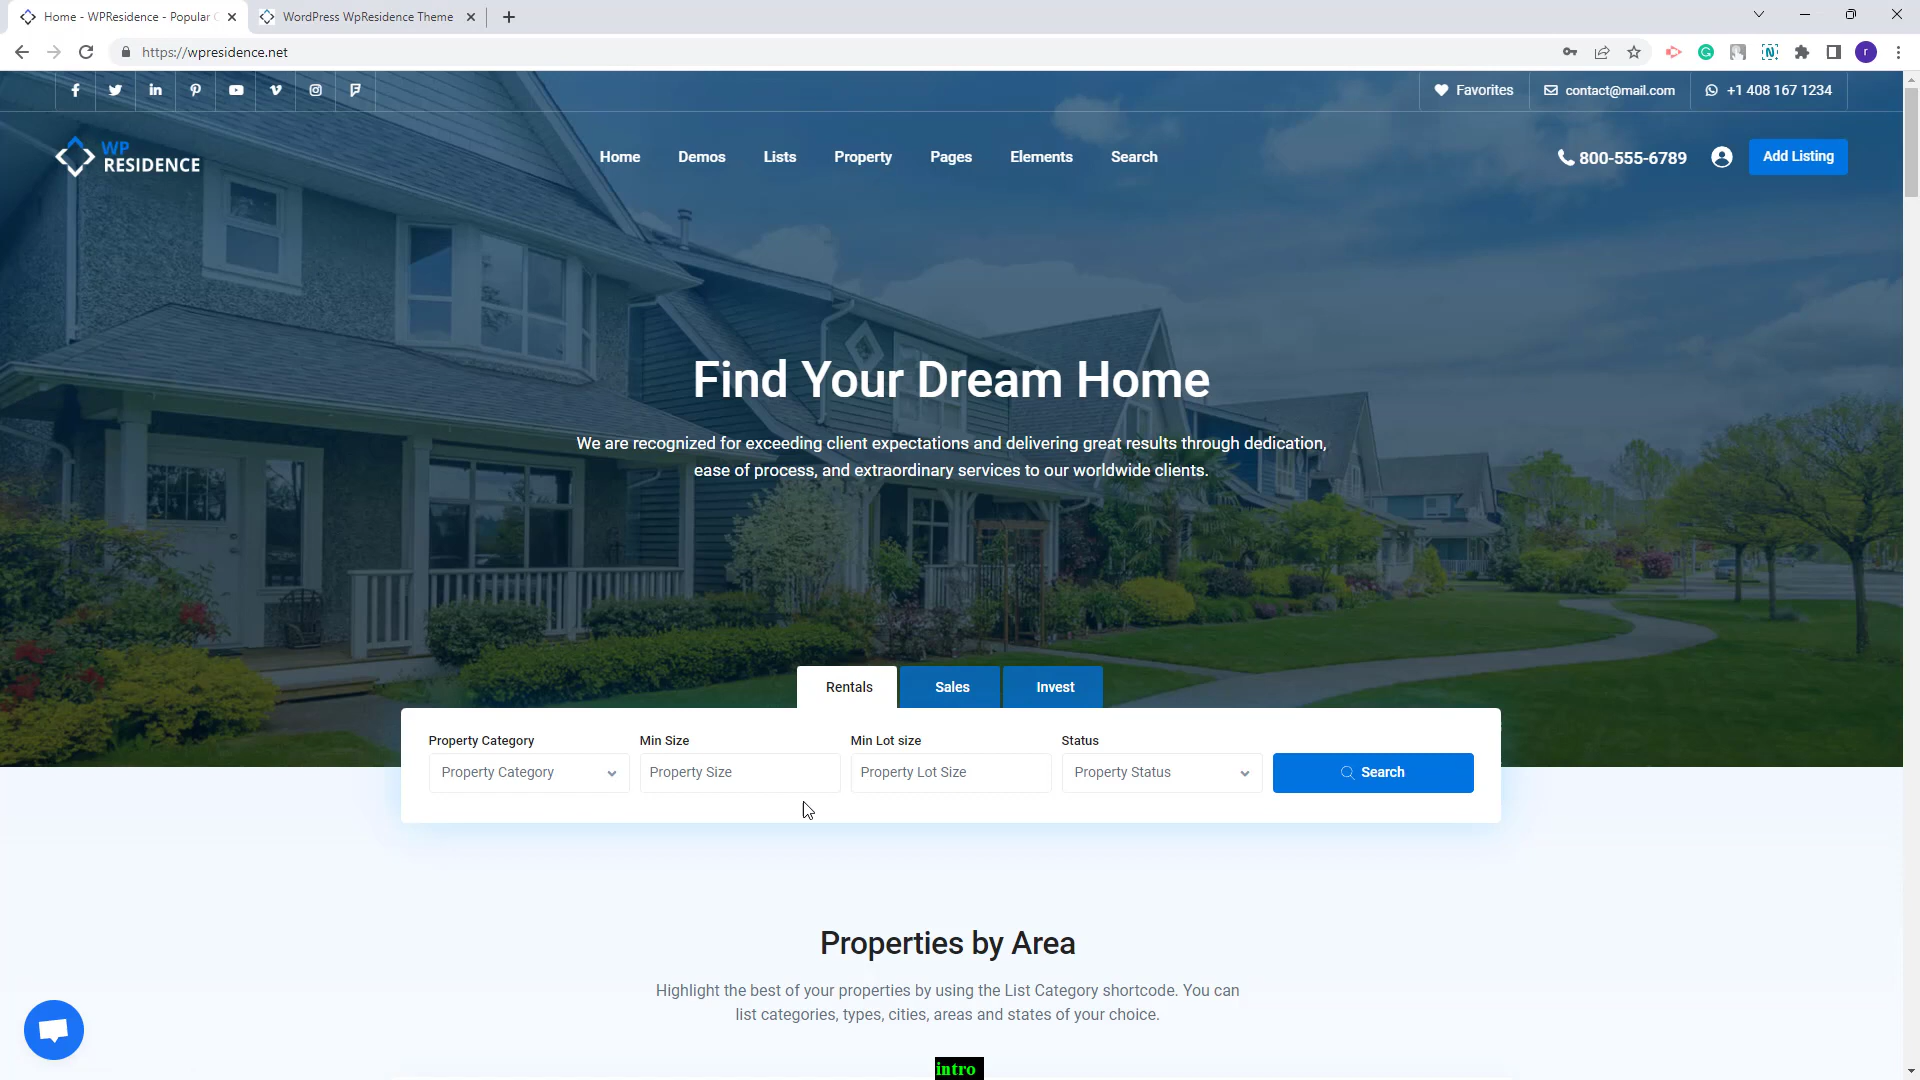 Home - WPResidence - Popular
WordPress WpResidence Theme
https://wpresidence.net
r
Favorites
contact@mail.com
+1 408 167 1234
WP
RESIDENCE
Home
Demos
Lists
Property
Pages
Elements
Search
800-555-6789
Add Listing
Find Your Dream Home
We are recognized for exceeding client expectations and delivering great results through dedication,
ease of process, and extraordinary services to our worldwide clients.
Rentals
Sales
Invest
Property Category
Min Size
Min Lot size
Status
Property Category
Property Size
Property Lot Size
Property Status
Search
Properties by Area
Highlight the best of your properties by using the List Category shortcode. You can
list categories, types, cities, areas and states of your choice.
intro